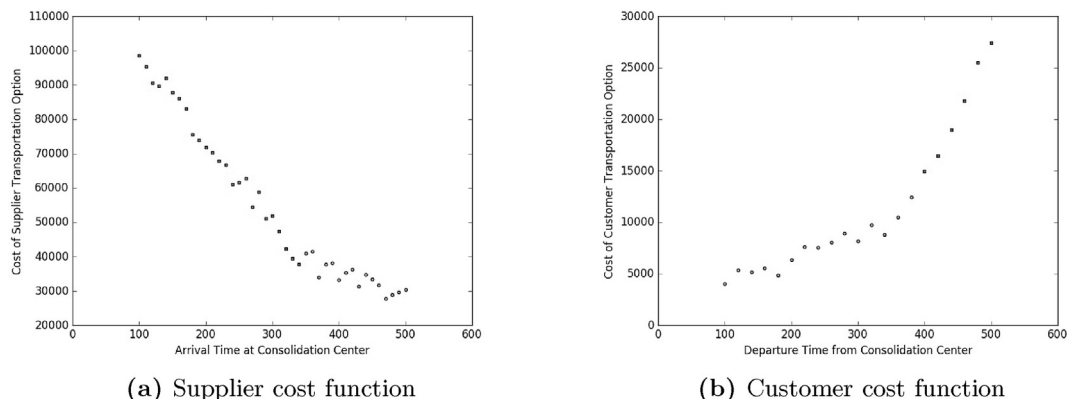 110000
100000
90000
80000
70000
60000
50000
40000
30000
20000
0 100 200 300 400 500 600
Cost of Supplier Transportation Option
Arrival Time at Consolidation Center
(a) Supplier cost function
30000
25000
20000
15000
10000
5000
0
0 100 200 300 400 500 600
Cost of Customer Transportation Option
Departure Time from Consolidation Center
(b) Customer cost function